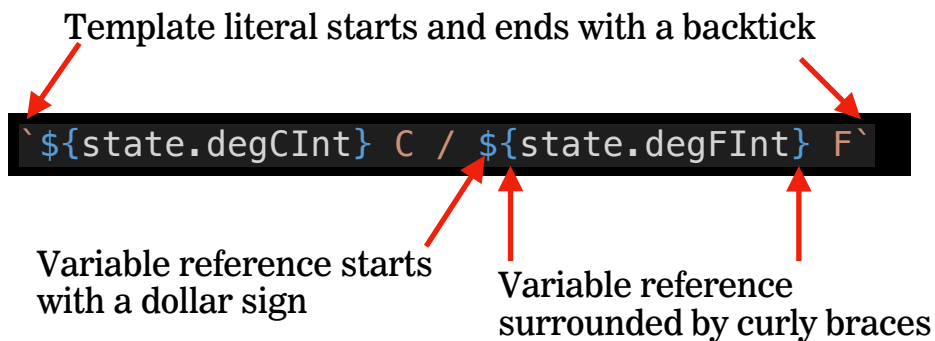 Template literal starts and ends with a backtick
`${state.degCInt} C / ${state.degFInt} F`
Variable reference starts
with a dollar sign
Variable reference
surrounded by curly braces